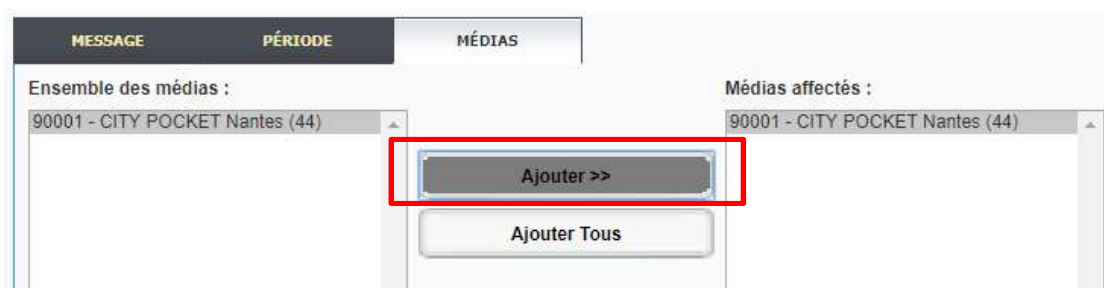 MESSAGE PÉRIODE MÉDIAS
Ensemble des médias : Médias affectés :
90001 - CITY POCKET Nantes (44) 90001 - CITY POCKET Nantes (44)
Ajouter >>
Ajouter Tous